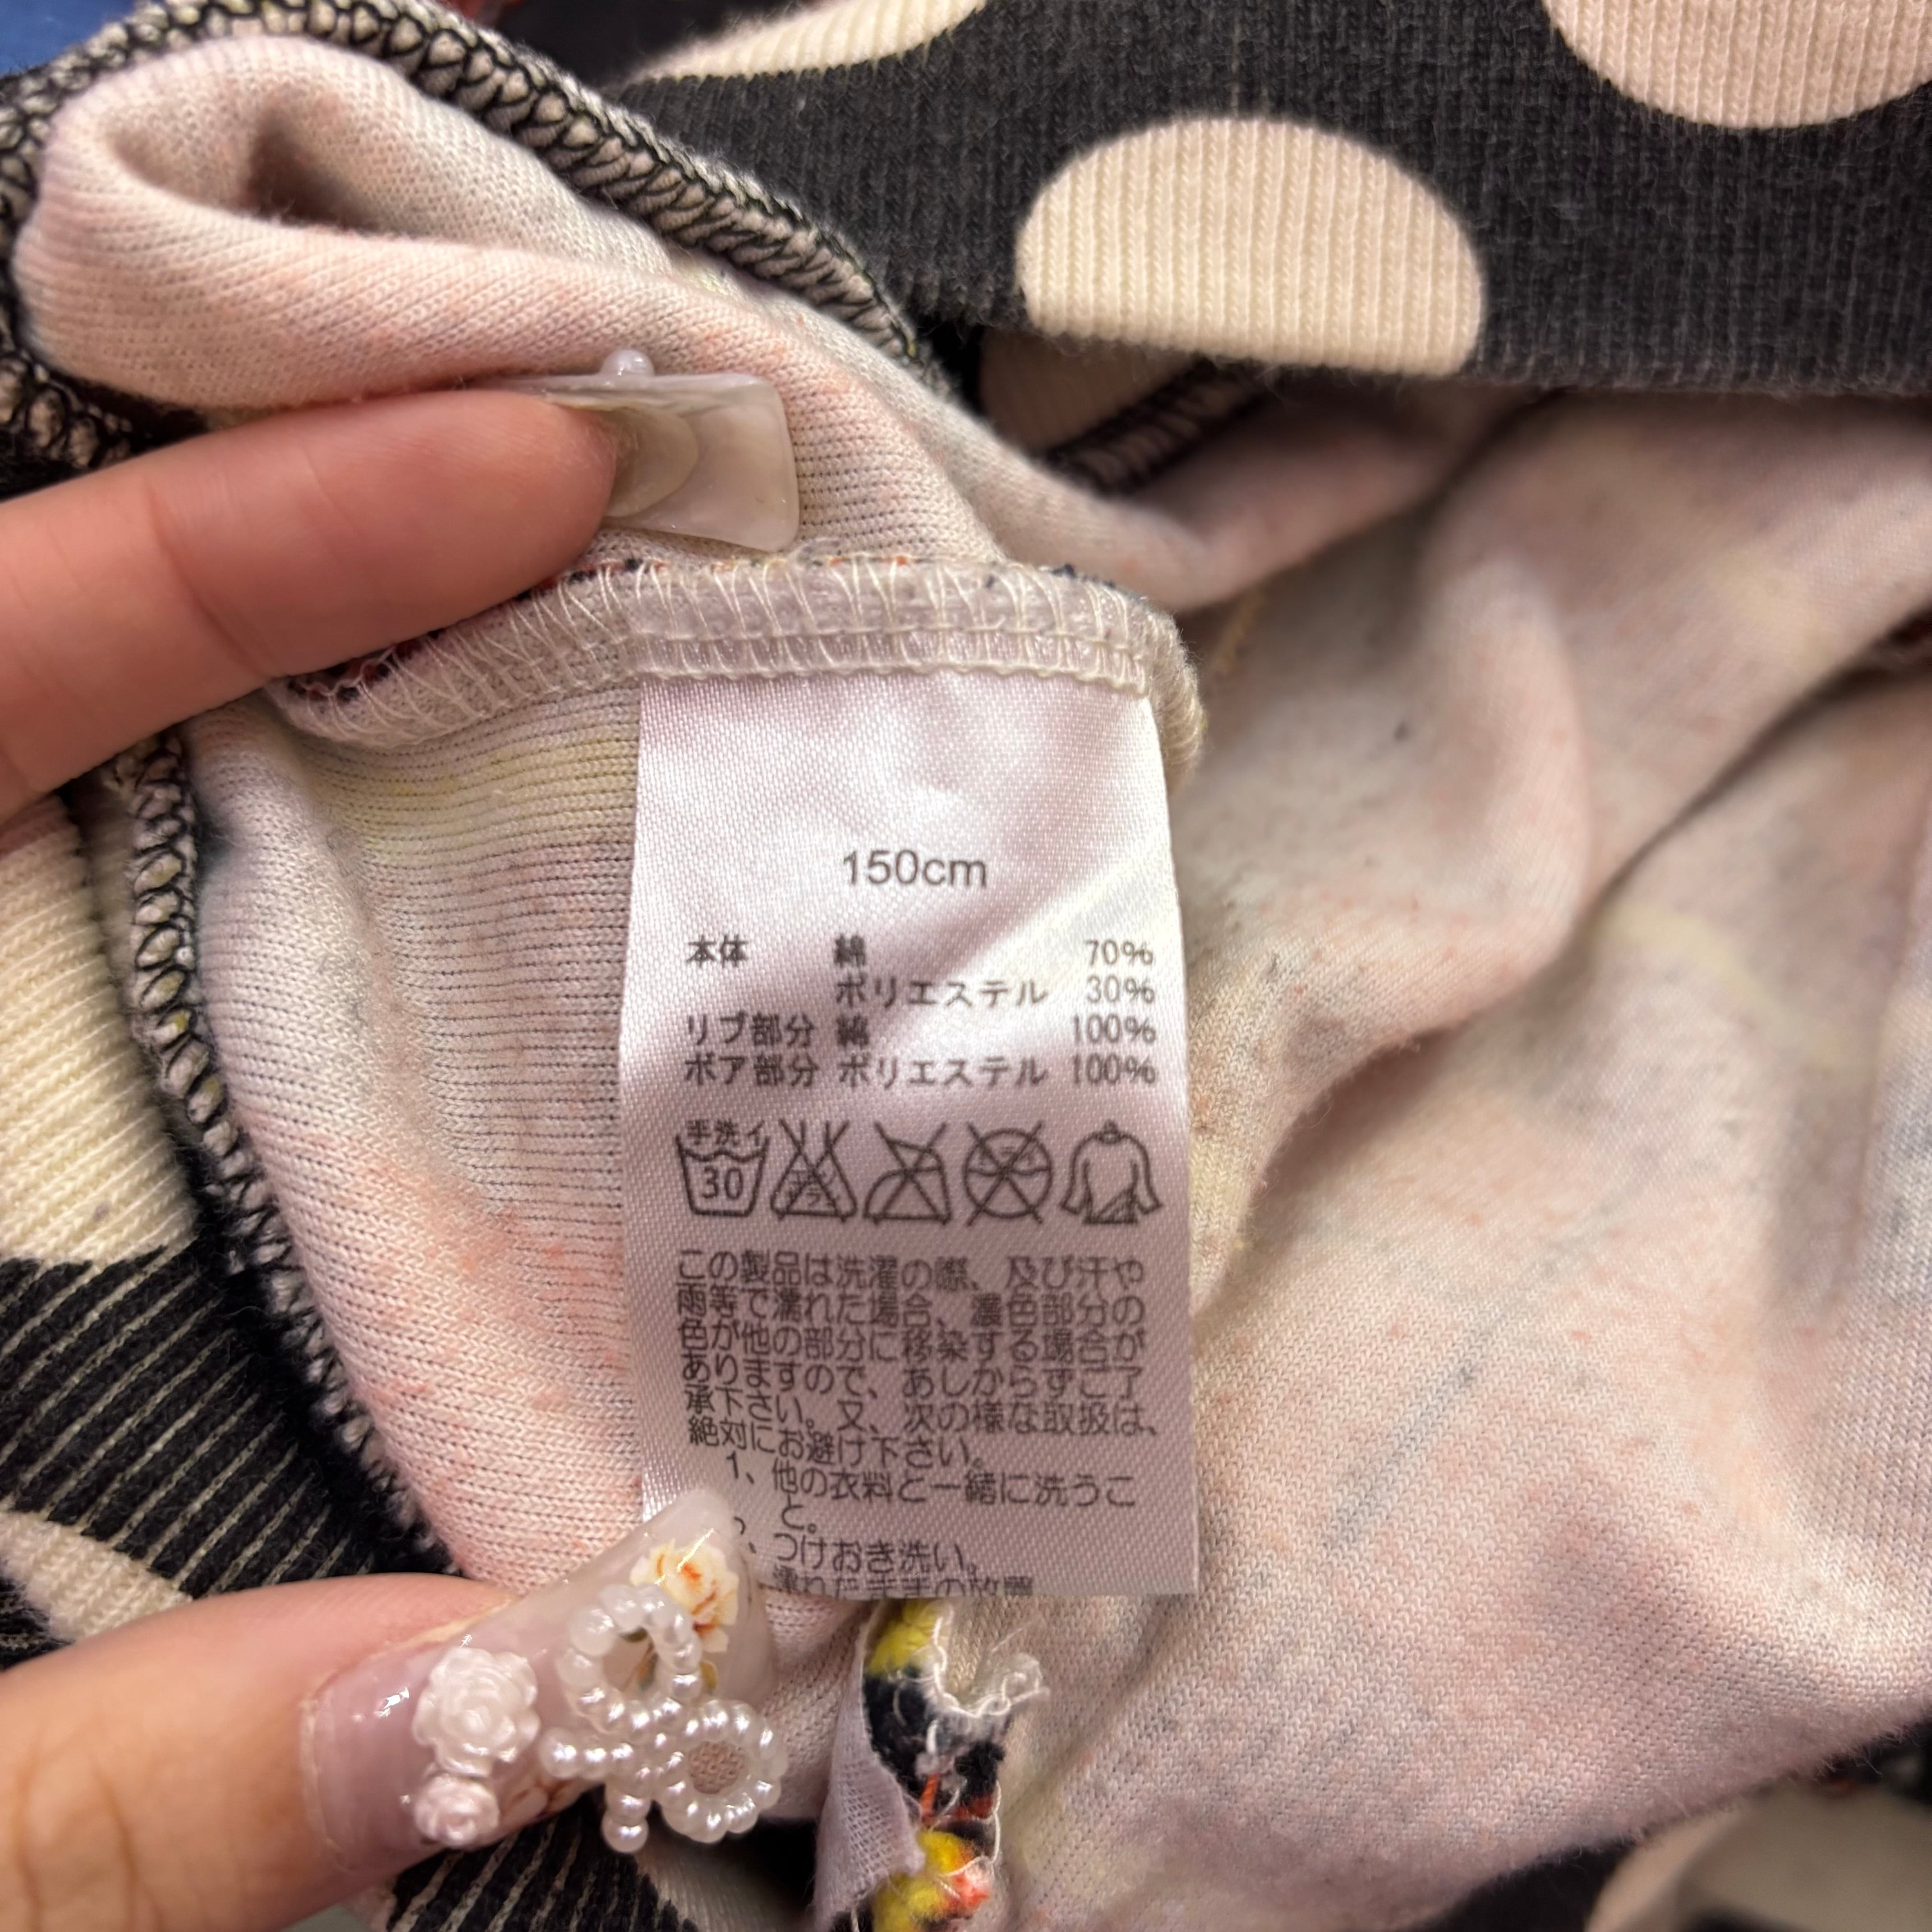 150cm
本体 綿 70%
ポリエステル 30%
リブ部分 綿 100%
ボア部分 ポリエステル 100%
手洗イ
30
この製品は洗濯の際、及び汗や
雨等で濡れた場合、濃色部分の
色が他の部分に移染する場合が
ありますので、あしからずご了
承下さい。又、次の様な取扱は、
絶対にお避け下さい。
1、他の衣料と一緒に洗うこ
と。
、つけおき洗い。